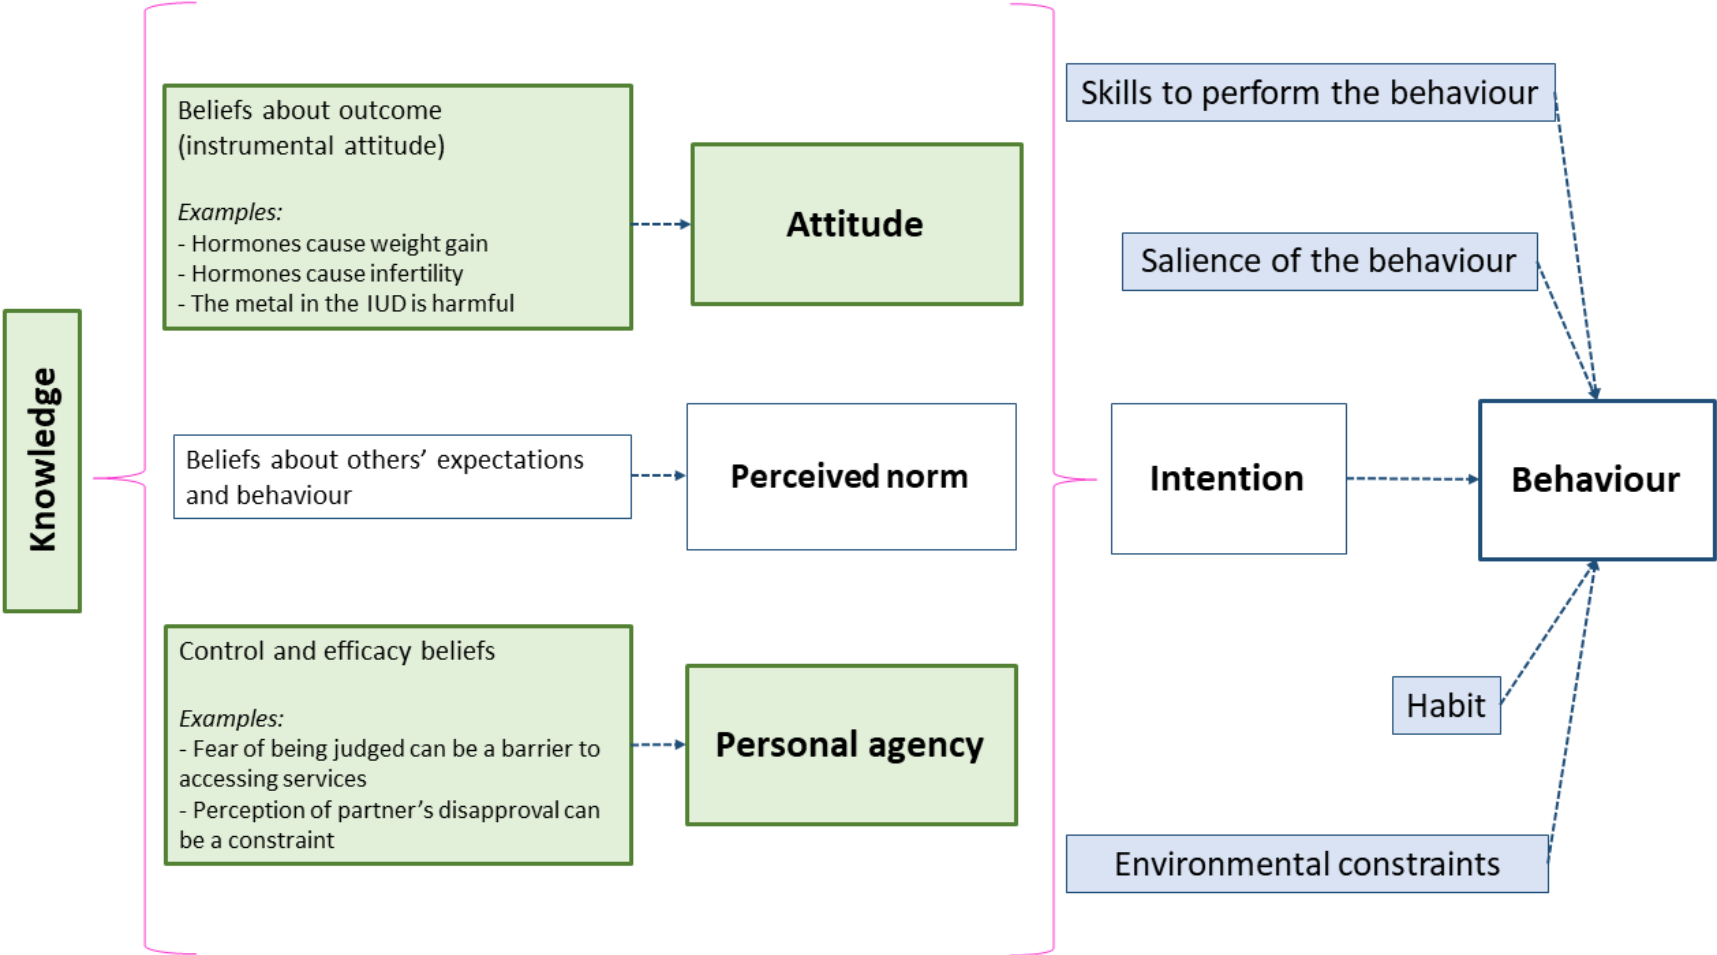 Knowledge
Beliefs about outcome
(instrumental attitude)
Examples:
- Hormones cause weight gain
- Hormones cause infertility
- The metal in the IUD is harmful
Attitude
Beliefs about others’ expectations
and behaviour
Perceived norm
Control and efficacy beliefs
Examples:
- Fear of being judged can be a barrier to
accessing services
- Perception of partner’s disapproval can
be a constraint
Personal agency
Intention
Skills to perform the behaviour
Salience of the behaviour
Behaviour
Habit
Environmental constraints